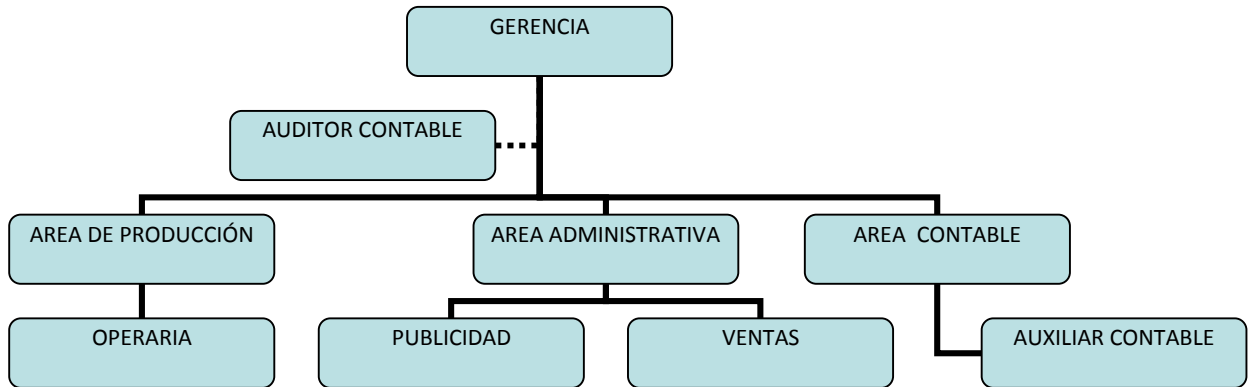 GERENCIA
AUDITOR CONTABLE
AREA DE PRODUCCIÓN
AREA ADMINISTRATIVA
AREA CONTABLE
OPERARIA
PUBLICIDAD
VENTAS
AUXILIAR CONTABLE